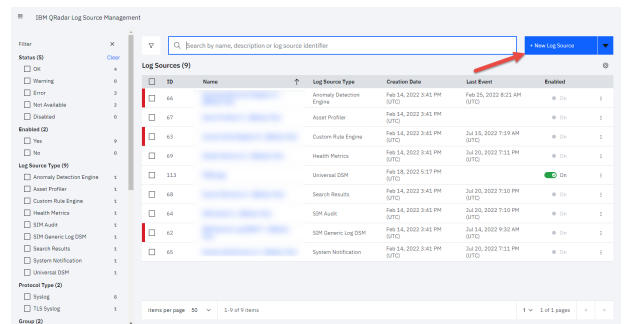 IBM QRadar Log Source Management
Filter
Status (5) Clear
OK 4
Warning 0
Error 3
Not Available 2
Disabled 0
Enabled (2)
Yes 9
No 0
Log Source Type (9)
Anomaly Detection Engine 1
Asset Profiler 1
Custom Rule Engine 1
Health Metrics 1
SIM Audit 1
SIM Generic Log DSM 1
Search Results 1
System Notification 1
Universal DSM 1
Protocol Type (2)
Syslog 8
TLS Syslog 1
Group (2)
Search by name, description or log source identifier
+ New Log Source
Log Sources (9)
ID Name Log Source Type Creation Date Last Event Enabled
66 Anomaly Detection Engine Feb 14, 2022 3:41 PM (UTC) Feb 25, 2022 8:21 AM (UTC) On
67 Asset Profiler Feb 14, 2022 3:41 PM (UTC) On
63 Custom Rule Engine Feb 14, 2022 3:41 PM (UTC) Jul 15, 2022 7:19 AM (UTC) On
69 Health Metrics Feb 14, 2022 3:41 PM (UTC) Jul 20, 2022 7:11 PM (UTC) On
113 Universal DSM Feb 18, 2022 5:17 PM (UTC) On
68 Search Results Feb 14, 2022 3:41 PM (UTC) Jul 20, 2022 7:10 PM (UTC) On
64 SIM Audit Feb 14, 2022 3:41 PM (UTC) Jul 20, 2022 7:10 PM (UTC) On
62 SIM Generic Log DSM Feb 14, 2022 3:41 PM (UTC) Jul 14, 2022 9:32 AM (UTC) On
65 System Notification Feb 14, 2022 3:41 PM (UTC) Jul 20, 2022 7:11 PM (UTC) On
items per page 50 1-9 of 9 items 1 1 of 1 pages